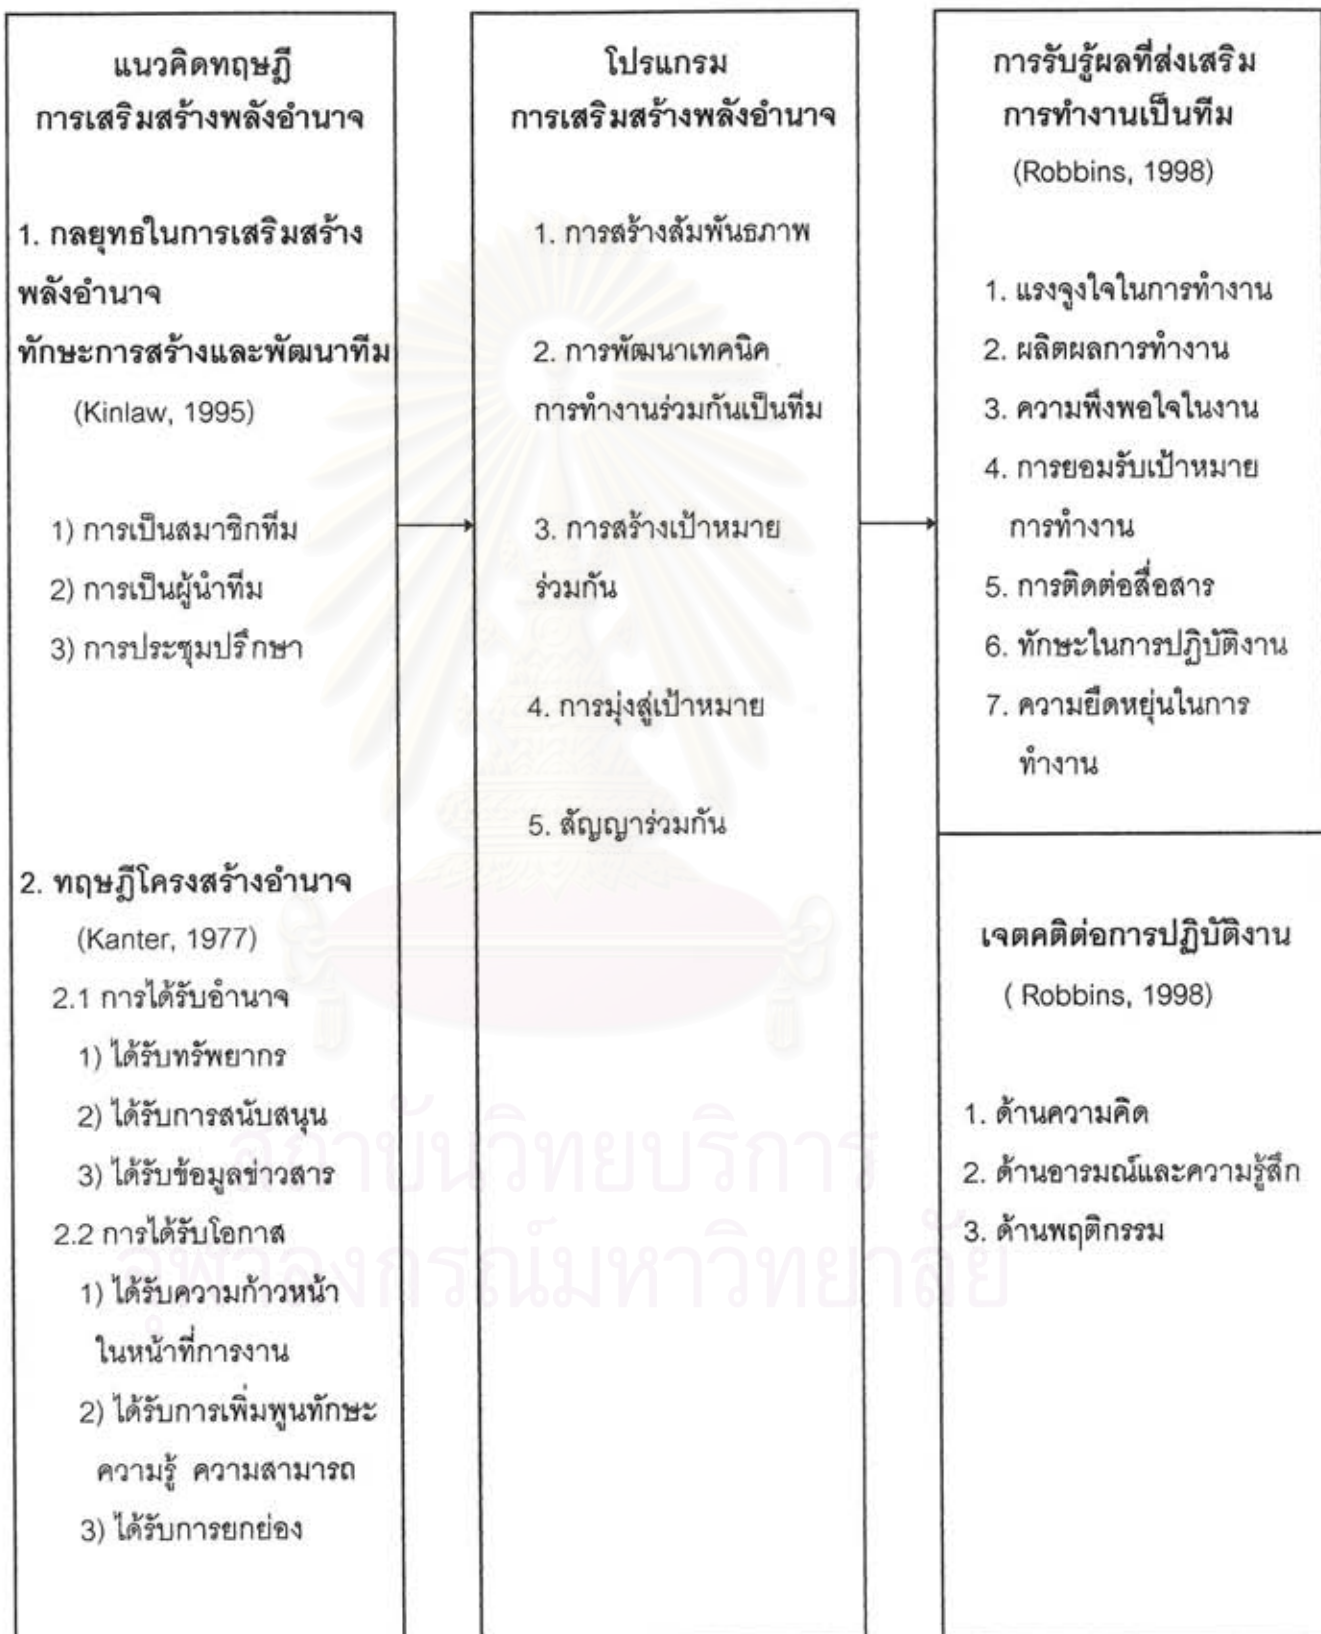 แนวคิดทฤษฎี
การเสริมสร้างพลังอำนาจ
1. กลยุทธในการเสริมสร้าง
พลังอำนาจ
ทักษะการสร้างและพัฒนาทีม
(Kinlaw, 1995)
1) การเป็นสมาชิกทีม
2) การเป็นผู้นำทีม
3) การประชุมปรึกษา
2. ทฤษฎีโครงสร้างอำนาจ
(Kanter, 1977)
2.1 การได้รับอำนาจ
1) ได้รับทรัพยากร
2) ได้รับการสนับสนุน
3) ได้รับข้อมูลข่าวสาร
2.2 การได้รับโอกาส
1) ได้รับความก้าวหน้า
ในหน้าที่การงาน
2) ได้รับการเพิ่มพูนทักษะ
ความรู้ ความสามารถ
3) ได้รับการยกย่อง
โปรแกรม
การเสริมสร้างพลังอำนาจ
1. การสร้างสัมพันธภาพ
2. การพัฒนาเทคนิค
การทำงานร่วมกันเป็นทีม
3. การสร้างเป้าหมาย
ร่วมกัน
4. การมุ่งสู่เป้าหมาย
5. สัญญาร่วมกัน
การรับรู้ผลที่ส่งเสริม
การทำงานเป็นทีม
(Robbins, 1998)
1. แรงจูงใจในการทำงาน
2. ผลิตผลการทำงาน
3. ความพึงพอใจในงาน
4. การยอมรับเป้าหมาย
การทำงาน
5. การติดต่อสื่อสาร
6. ทักษะในการปฏิบัติงาน
7. ความยืดหยุ่นในการ
ทำงาน
เจตคติต่อการปฏิบัติงาน
( Robbins, 1998)
1. ด้านความคิด
2. ด้านอารมณ์และความรู้สึก
3. ด้านพฤติกรรม
สถาบันวิทยบริการ
จุฬาลงกรณ์มหาวิทยาลัย